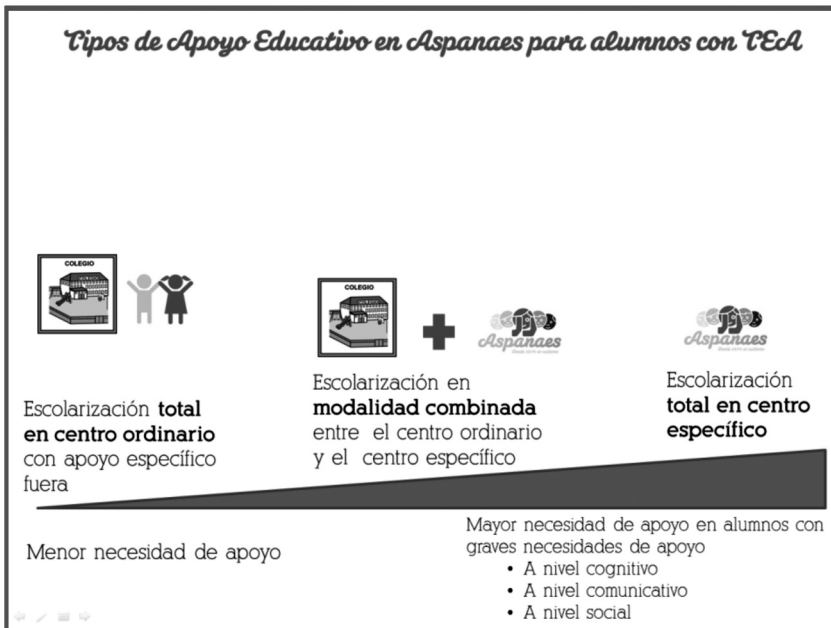 Tipos de Apoyo Educativo en Aspanaes para alumnos con TEA
COLEGIO
Escolarización total
en centro ordinario
con apoyo específico
fuera
COLEGIO
Aspanaes
Escolarización en
modalidad combinada
entre el centro ordinario
y el centro específico
Aspanaes
Escolarización
total en centro
específico
Menor necesidad de apoyo
Mayor necesidad de apoyo en alumnos con
graves necesidades de apoyo
• A nivel cognitivo
• A nivel comunicativo
• A nivel social